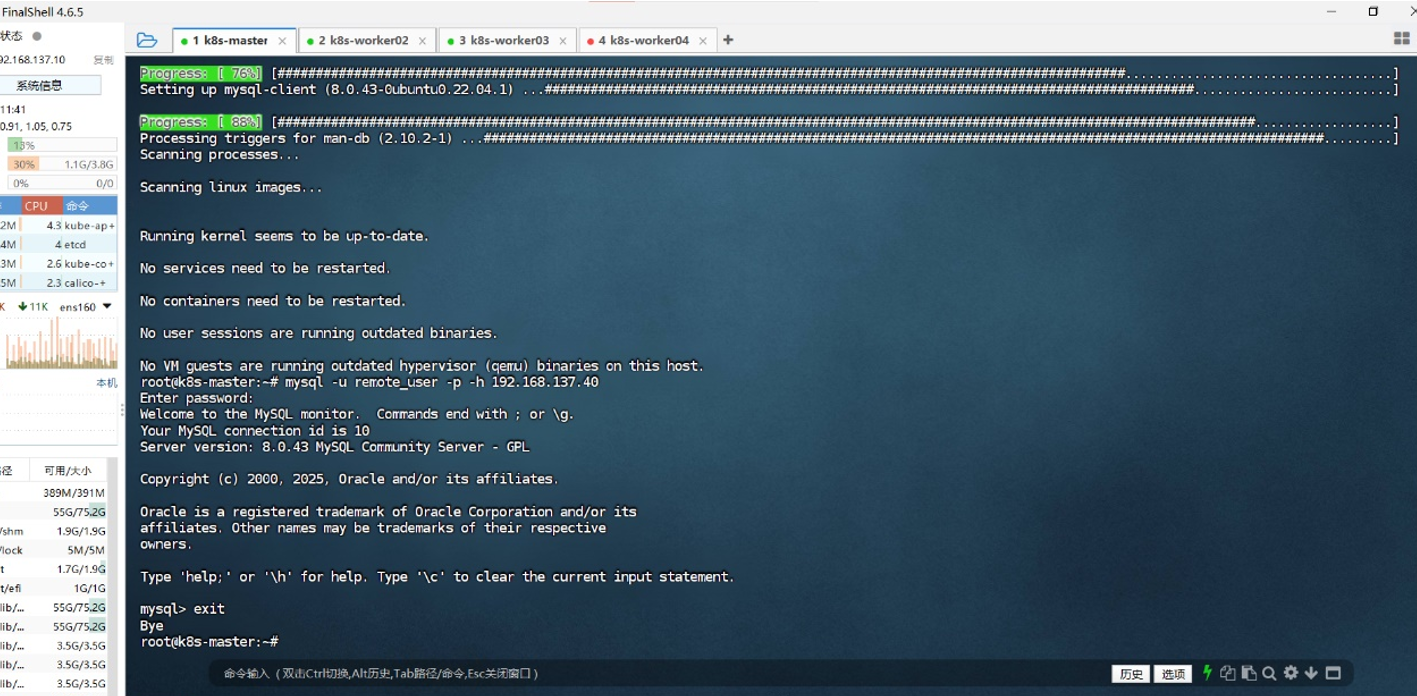 FinalShell 4.6.5
状态
1 k8s-master
2 k8s-worker02
3 k8s-worker03
4 k8s-worker04
92.168.137.10 复制
系统信息
11:41
0.91, 1.05, 0.75
13%
30% 1.1G/3.8G
0% 0/0
CPU 命令
2M 4.3 kube-ap+
4M 4 etcd
3M 2.6 kube-co+
5M 2.3 calico-+
K 11K ens160
本机
径 可用/大小
389M/391M
55G/75.2G
/shm 1.9G/1.9G
/lock 5M/5M
t 1.7G/1.9G
t/efi 1G/1G
lib/... 55G/75.2G
lib/... 55G/75.2G
lib/... 3.5G/3.5G
lib/... 3.5G/3.5G
lib/... 3.5G/3.5G
Progress: [ 76%]
Setting up mysql-client (8.0.43-0ubuntu0.22.04.1) ...
Progress: [ 88%]
Processing triggers for man-db (2.10.2-1) ...
Scanning processes...
Scanning linux images...
Running kernel seems to be up-to-date.
No services need to be restarted.
No containers need to be restarted.
No user sessions are running outdated binaries.
No VM guests are running outdated hypervisor (qemu) binaries on this host.
root@k8s-master:~# mysql -u remote_user -p -h 192.168.137.40
Enter password:
Welcome to the MySQL monitor.  Commands end with ; or \g.
Your MySQL connection id is 10
Server version: 8.0.43 MySQL Community Server - GPL
Copyright (c) 2000, 2025, Oracle and/or its affiliates.
Oracle is a registered trademark of Oracle Corporation and/or its
affiliates. Other names may be trademarks of their respective
owners.
Type 'help;' or '\h' for help. Type '\c' to clear the current input statement.
mysql> exit
Bye
root@k8s-master:~#
命令输入（双击Ctrl切换,Alt历史,Tab路径/命令,Esc关闭窗口）
历史 选项